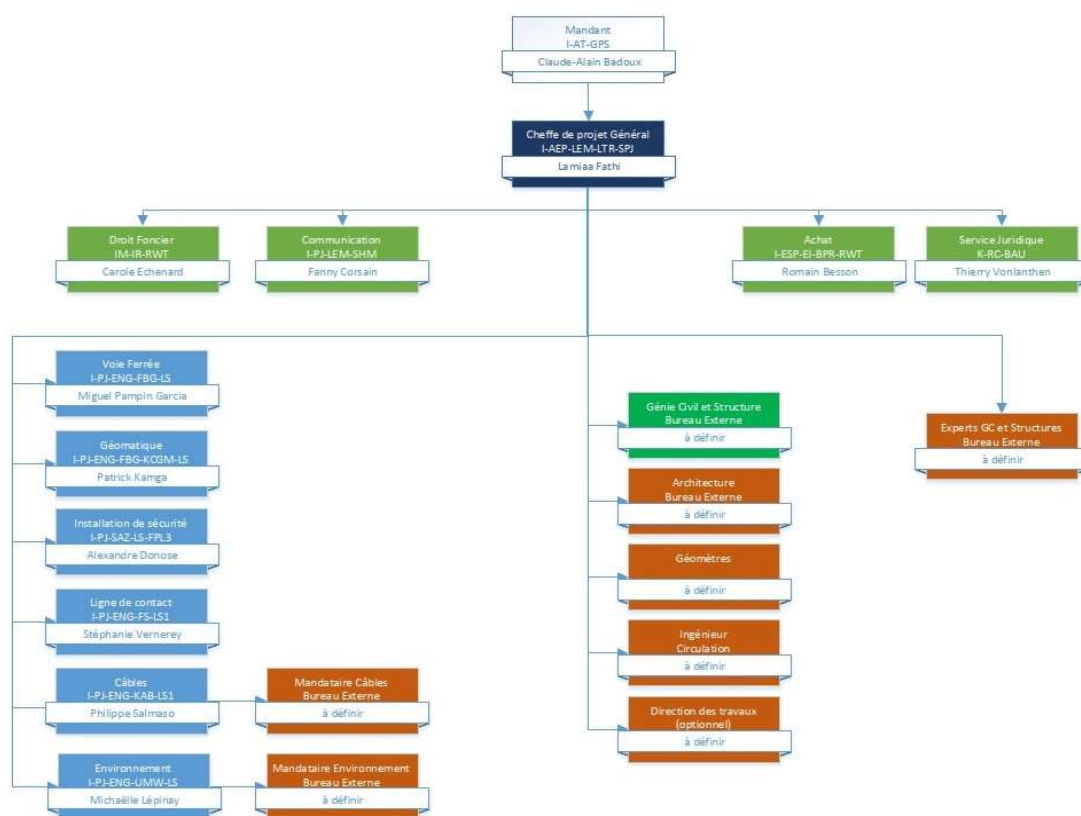 Mandant
I-AT-GPS
Claude-Alain Badoux
Cheffe de projet Général
I-AEP-LEM-LTR-SPJ
Lamiaa Fathi
Droit Foncier
IM-IR-RWT
Carole Echenard
Communication
I-PJ-LEM-SHM
Fanny Corsain
Achat
I-ESP-EI-BPR-RWT
Romain Besson
Service Juridique
K-RC-BAU
Thierry Vonlanthen
Voie Ferrée
I-PJ-ENG-FBG-LS
Miguel Pampin Garcia
Géomatique
I-PJ-ENG-FBG-KCGM-LS
Patrick Kamga
Installation de sécurité
I-PJ-SAZ-LS-FPL3
Alexandre Donose
Ligne de contact
I-PJ-ENG-FS-LS1
Stéphanie Vernerey
Câbles
I-PJ-ENG-KAB-LS1
Philippe Salmaso
Mandataire Câbles
Bureau Externe
à définir
Environnement
I-PJ-ENG-UMW-LS
Michaëlle Lépinay
Mandataire Environnement
Bureau Externe
à définir
Génie Civil et Structure
Bureau Externe
à définir
Architecture
Bureau Externe
à définir
Géomètres
à définir
Ingénieur
Circulation
à définir
Direction des travaux
(optionnel)
à définir
Experts GC et Structures
Bureau Externe
à définir